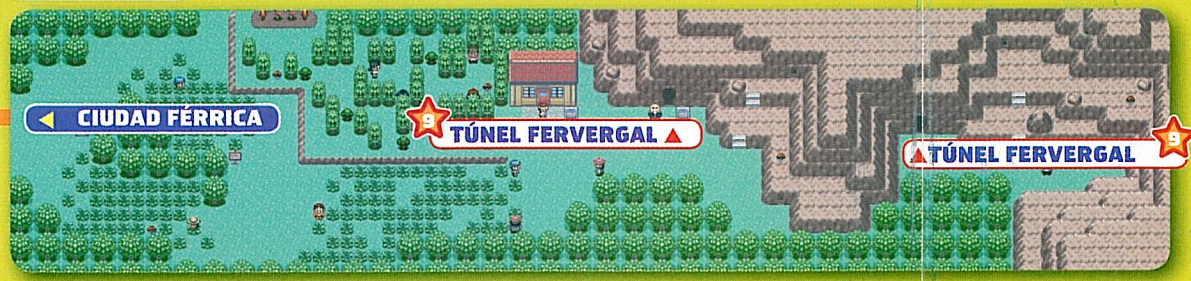 ◀ CIUDAD FÉRRICA
9
TÚNEL FERVERGAL ▲
▲ TÚNEL FERVERGAL
9